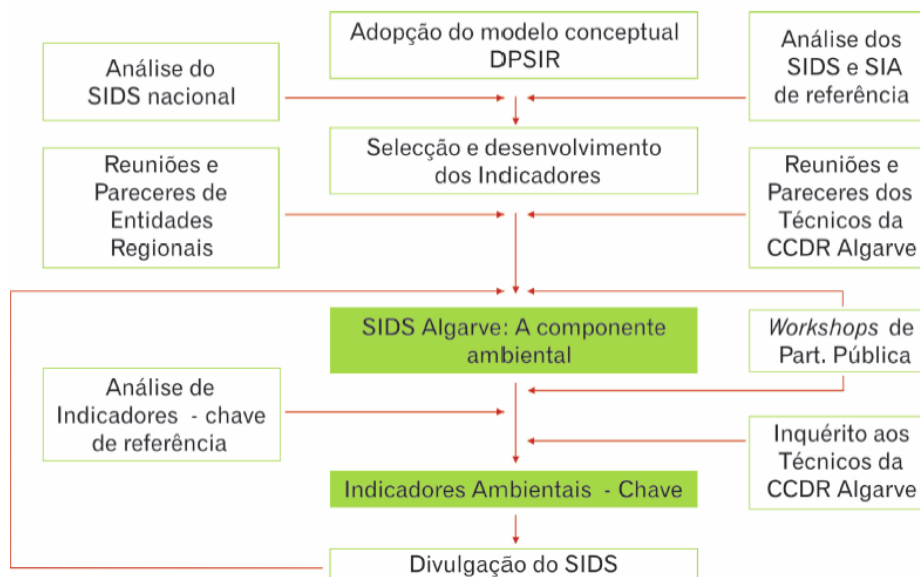 Adopção do modelo conceptual
DPSIR
Análise do
SIDS nacional
Análise dos
SIDS e SIA
de referência
Selecção e desenvolvimento
dos Indicadores
Reuniões e
Pareceres de
Entidades
Regionais
Reuniões e
Pareceres dos
Técnicos da
CCDR Algarve
SIDS Algarve: A componente
ambiental
Workshops de
Part. Pública
Análise de
Indicadores - chave
de referência
Inquérito aos
Técnicos da
CCDR Algarve
Indicadores Ambientais - Chave
Divulgação do SIDS